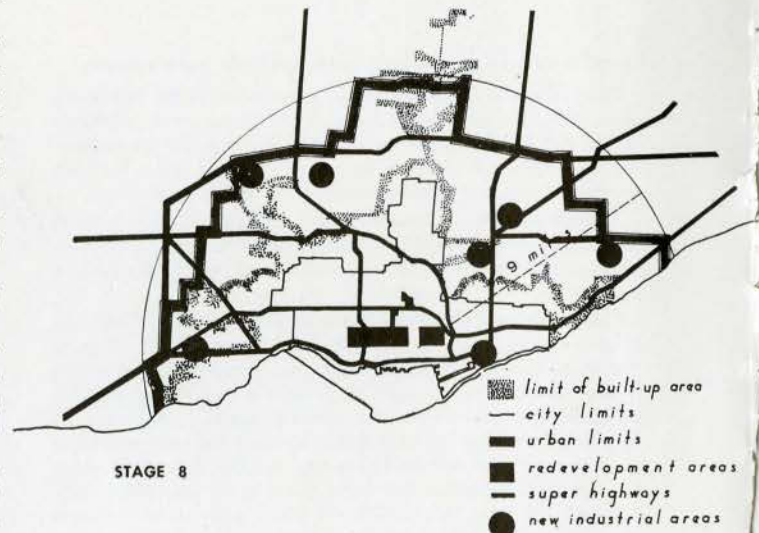 9 miles
limit of built-up area
city limits
urban limits
redevelopment areas
super highways
new industrial areas
STAGE 8